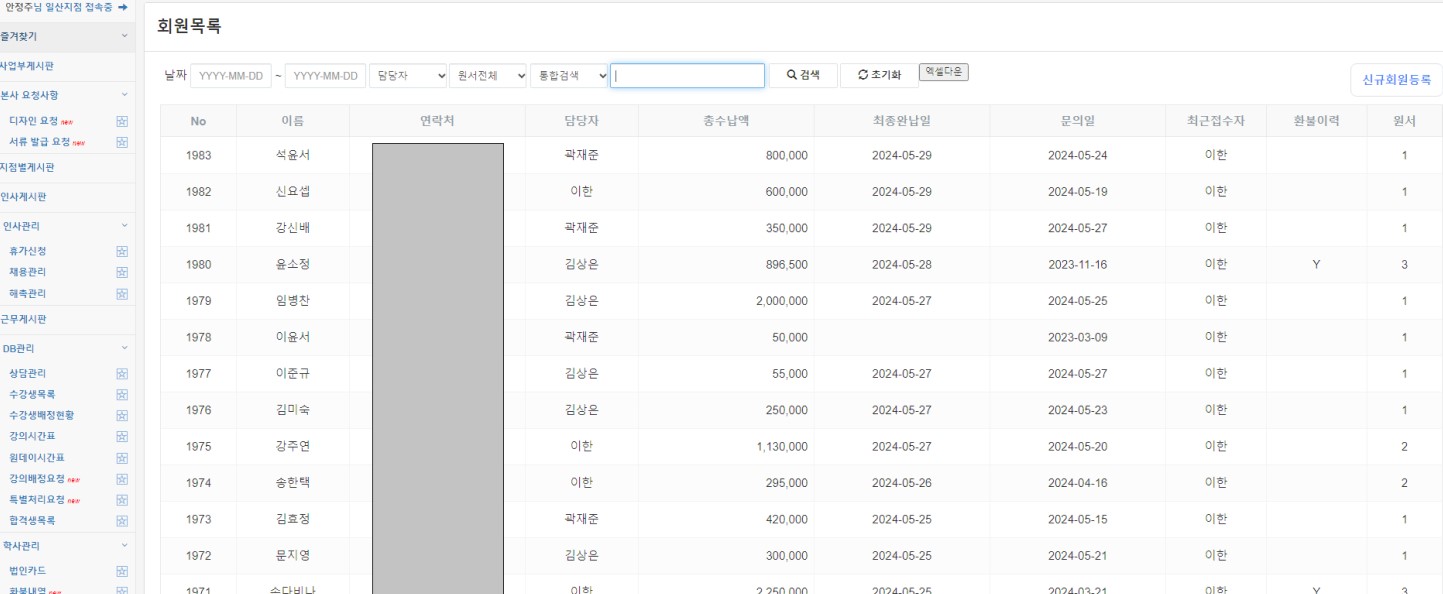 안정주님 일산지점 접속중
즐겨찾기
사업부게시판
본사 요청사항
디자인 요청 new
서류 발급 요청 new
지점별게시판
인사게시판
인사관리
휴가신청
채용관리
해촉관리
근무게시판
DB관리
상담관리
수강생목록
수강생배정현황
강의시간표
원데이시간표
강의배정요청 new
특별처리요청 new
합격생목록
학사관리
법인카드
환불내역 new
회원목록
날짜 YYYY-MM-DD ~ YYYY-MM-DD 담당자 원서전체 통합검색 검색 초기화 엑셀다운
신규회원등록
No 이름 연락처 담당자 총수납액 최종완납일 문의일 최근접수자 환불이력 원서
1983 석윤서 곽재준 800,000 2024-05-29 2024-05-24 이한 1
1982 신요셉 이한 600,000 2024-05-29 2024-05-19 이한 1
1981 강신배 곽재준 350,000 2024-05-29 2024-05-27 이한 1
1980 윤소정 김상은 896,500 2024-05-28 2023-11-16 이한 Y 3
1979 임병찬 김상은 2,000,000 2024-05-27 2024-05-25 이한 1
1978 이윤서 곽재준 50,000 2023-03-09 이한 1
1977 이준규 김상은 55,000 2024-05-27 2024-05-27 이한 1
1976 김미숙 김상은 250,000 2024-05-27 2024-05-23 이한 1
1975 강주연 이한 1,130,000 2024-05-27 2024-05-20 이한 2
1974 송한택 이한 295,000 2024-05-26 2024-04-16 이한 2
1973 김효정 곽재준 420,000 2024-05-25 2024-05-15 이한 1
1972 문지영 김상은 300,000 2024-05-25 2024-05-21 이한 1
1971 이한 2,250,000 2024-05-25 2024-03-21 이한 Y 3